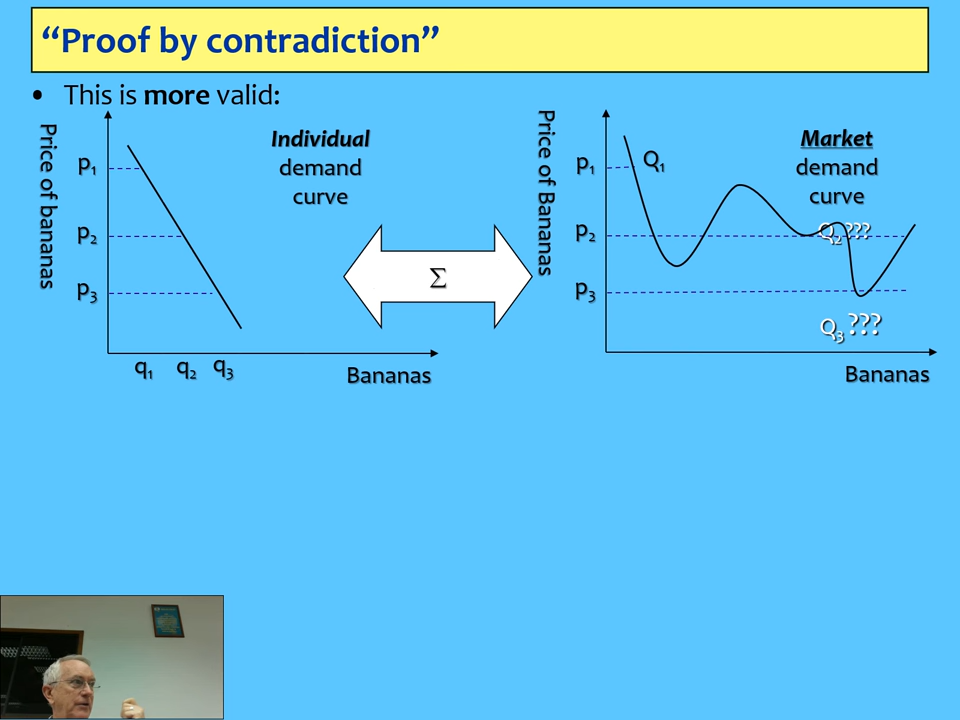 “Proof by contradiction”
• This is more valid:
Price of bananas
p₁
p₂
p₃
Individual
demand
curve
q₁ q₂ q₃
Bananas
Σ
Price of Bananas
p₁
p₂
p₃
Q₁
Market
demand
curve
Q₂???
Q₃???
Bananas